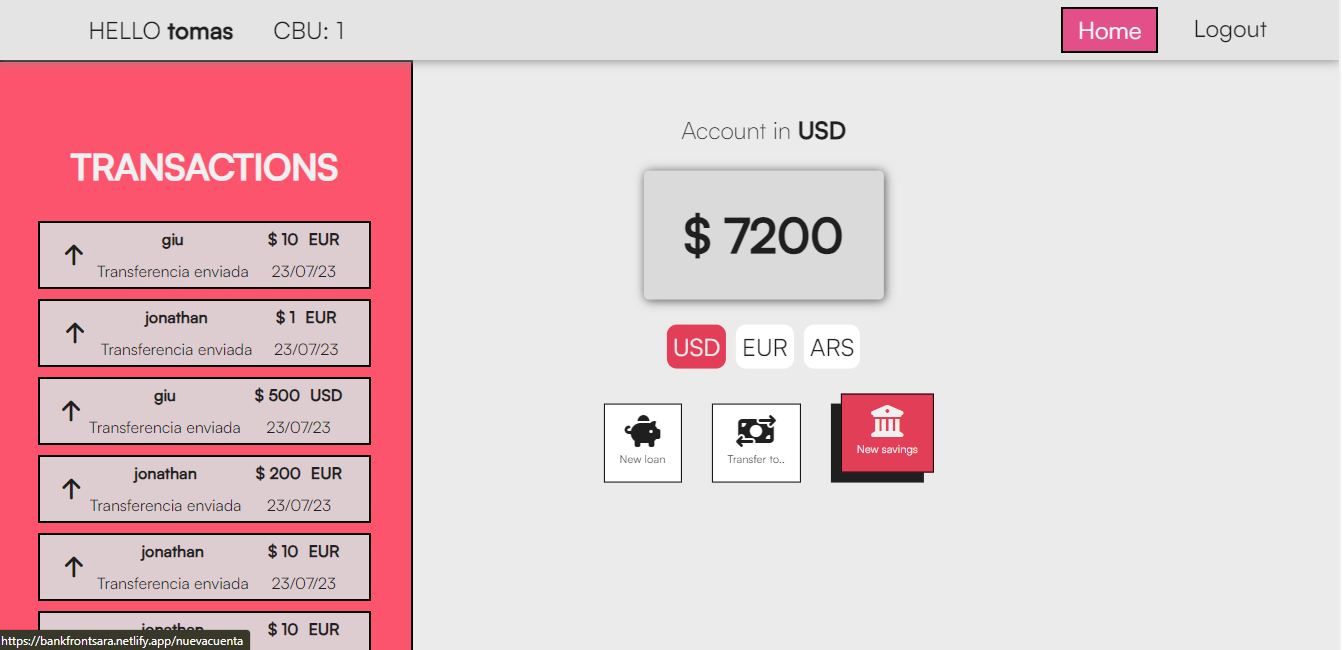 HELLO tomas CBU: 1 Home Logout
TRANSACTIONS
giu $ 10 EUR
Transferencia enviada 23/07/23
jonathan $ 1 EUR
Transferencia enviada 23/07/23
giu $ 500 USD
Transferencia enviada 23/07/23
jonathan $ 200 EUR
Transferencia enviada 23/07/23
jonathan $ 10 EUR
Transferencia enviada 23/07/23
jonathan $ 10 EUR
https://bankfrontsara.netlify.app/nuevacuenta
Account in USD
$ 7200
USD EUR ARS
New loan Transfer to.. New savings